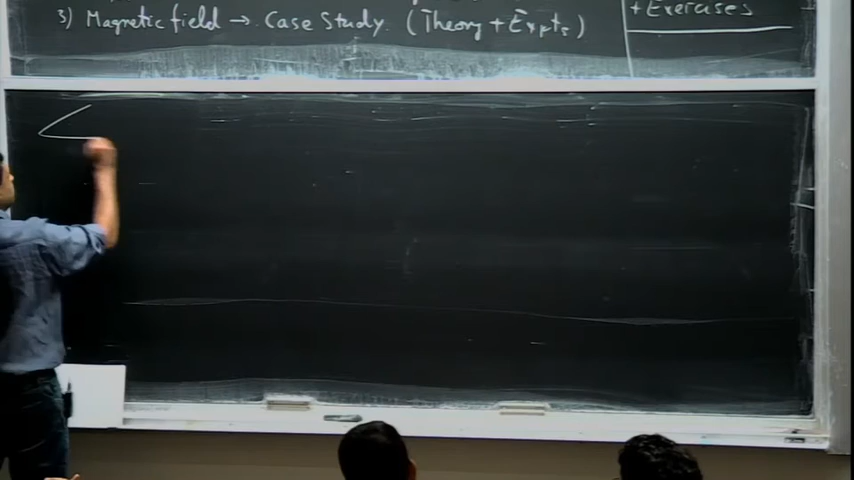 3) Magnetic field → Case Study. (Theory + Expts)
+ Exercises